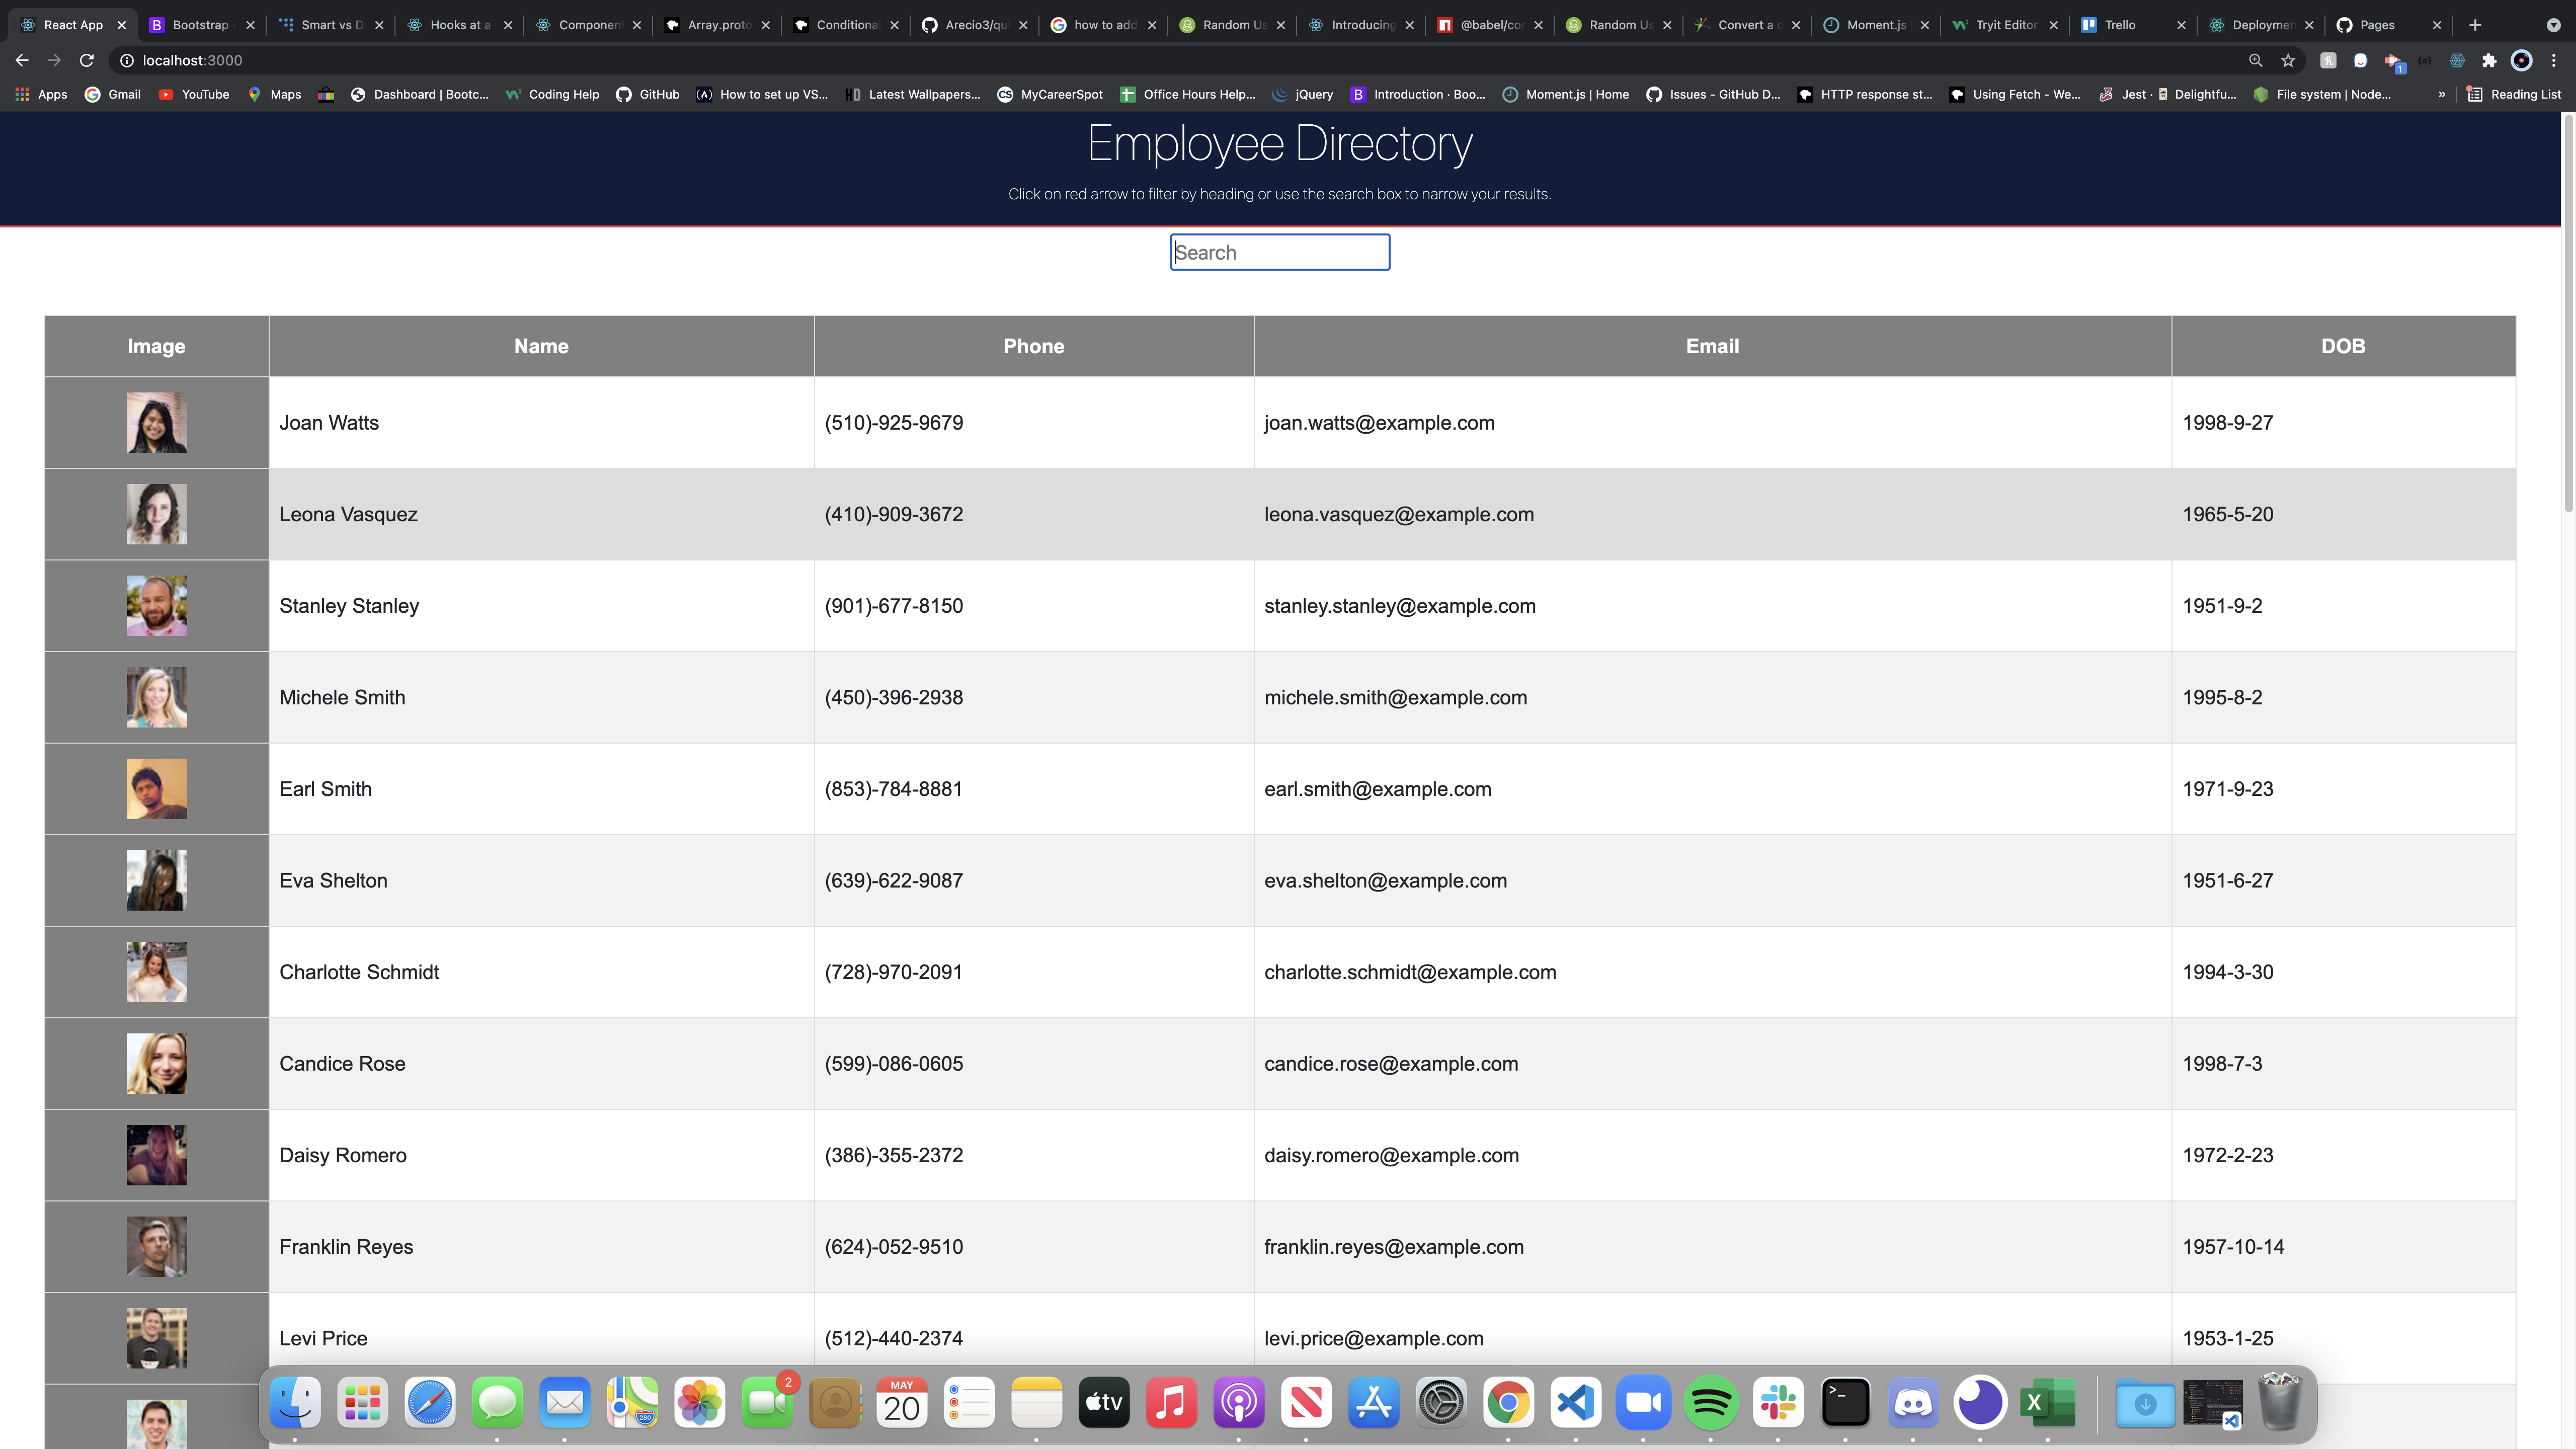 React App Bootstrap Smart vs D Hooks at a Component Array.proto Conditiona Arecio3/qu how to add Random Us Introducing @babel/co Random Us Convert a d Moment.js Tryit Editor Trello Deploymen Pages
localhost:3000
Apps Gmail YouTube Maps Dashboard | Bootc... Coding Help GitHub How to set up VS... Latest Wallpapers... MyCareerSpot Office Hours Help... jQuery Introduction · Boo... Moment.js | Home Issues - GitHub D... HTTP response st... Using Fetch - We... Jest · Delightfu... File system | Node... » Reading List
Employee Directory
Click on red arrow to filter by heading or use the search box to narrow your results.
Search
Image Name Phone Email DOB
Joan Watts (510)-925-9679 joan.watts@example.com 1998-9-27
Leona Vasquez (410)-909-3672 leona.vasquez@example.com 1965-5-20
Stanley Stanley (901)-677-8150 stanley.stanley@example.com 1951-9-2
Michele Smith (450)-396-2938 michele.smith@example.com 1995-8-2
Earl Smith (853)-784-8881 earl.smith@example.com 1971-9-23
Eva Shelton (639)-622-9087 eva.shelton@example.com 1951-6-27
Charlotte Schmidt (728)-970-2091 charlotte.schmidt@example.com 1994-3-30
Candice Rose (599)-086-0605 candice.rose@example.com 1998-7-3
Daisy Romero (386)-355-2372 daisy.romero@example.com 1972-2-23
Franklin Reyes (624)-052-9510 franklin.reyes@example.com 1957-10-14
Levi Price (512)-440-2374 levi.price@example.com 1953-1-25
2
MAY
20
280
tv
X